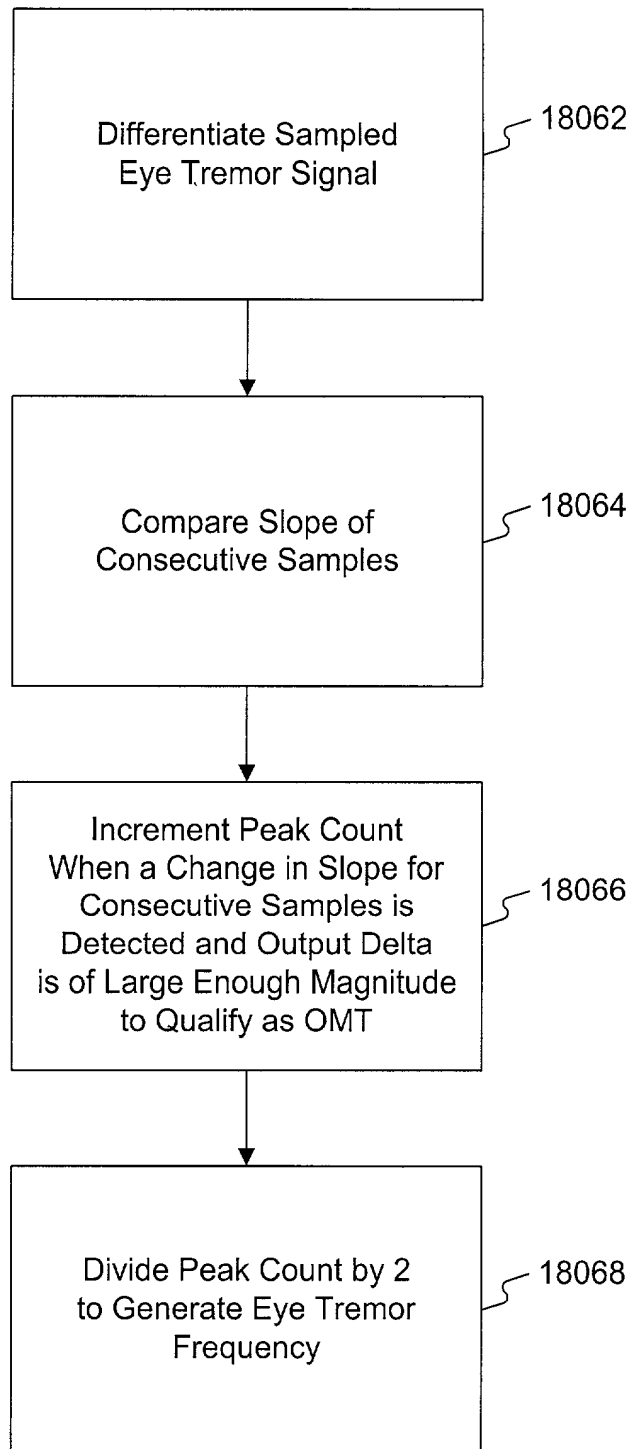 Differentiate Sampled
Eye Tremor Signal
18062
Compare Slope of
Consecutive Samples
18064
Increment Peak Count
When a Change in Slope for
Consecutive Samples is
Detected and Output Delta
is of Large Enough Magnitude
to Qualify as OMT
18066
Divide Peak Count by 2
to Generate Eye Tremor
Frequency
18068